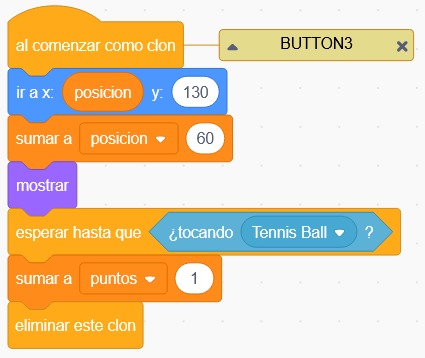 al comenzar como clon
BUTTON3
ir a x: posicion y: 130
sumar a posicion 60
mostrar
esperar hasta que ¿tocando Tennis Ball ?
sumar a puntos 1
eliminar este clon